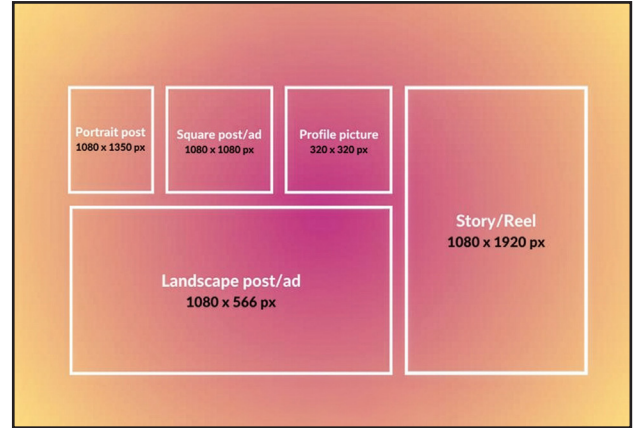 Portrait post
1080 x 1350 px
Square post/ad
1080 x 1080 px
Profile picture
320 x 320 px
Story/Reel
1080 x 1920 px
Landscape post/ad
1080 x 566 px